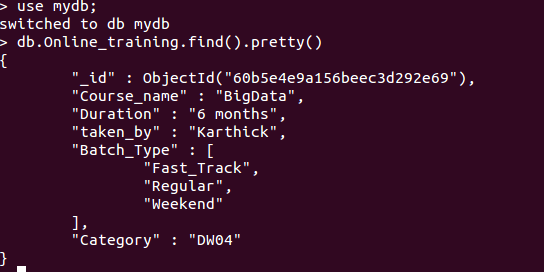 > use mydb;
switched to db mydb
> db.Online_training.find().pretty()
{
"_id" : ObjectId("60b5e4e9a156beec3d292e69"),
"Course_name" : "BigData",
"Duration" : "6 months",
"taken_by" : "Karthick",
"Batch_Type" : [
"Fast_Track",
"Regular",
"Weekend"
],
"Category" : "DW04"
}